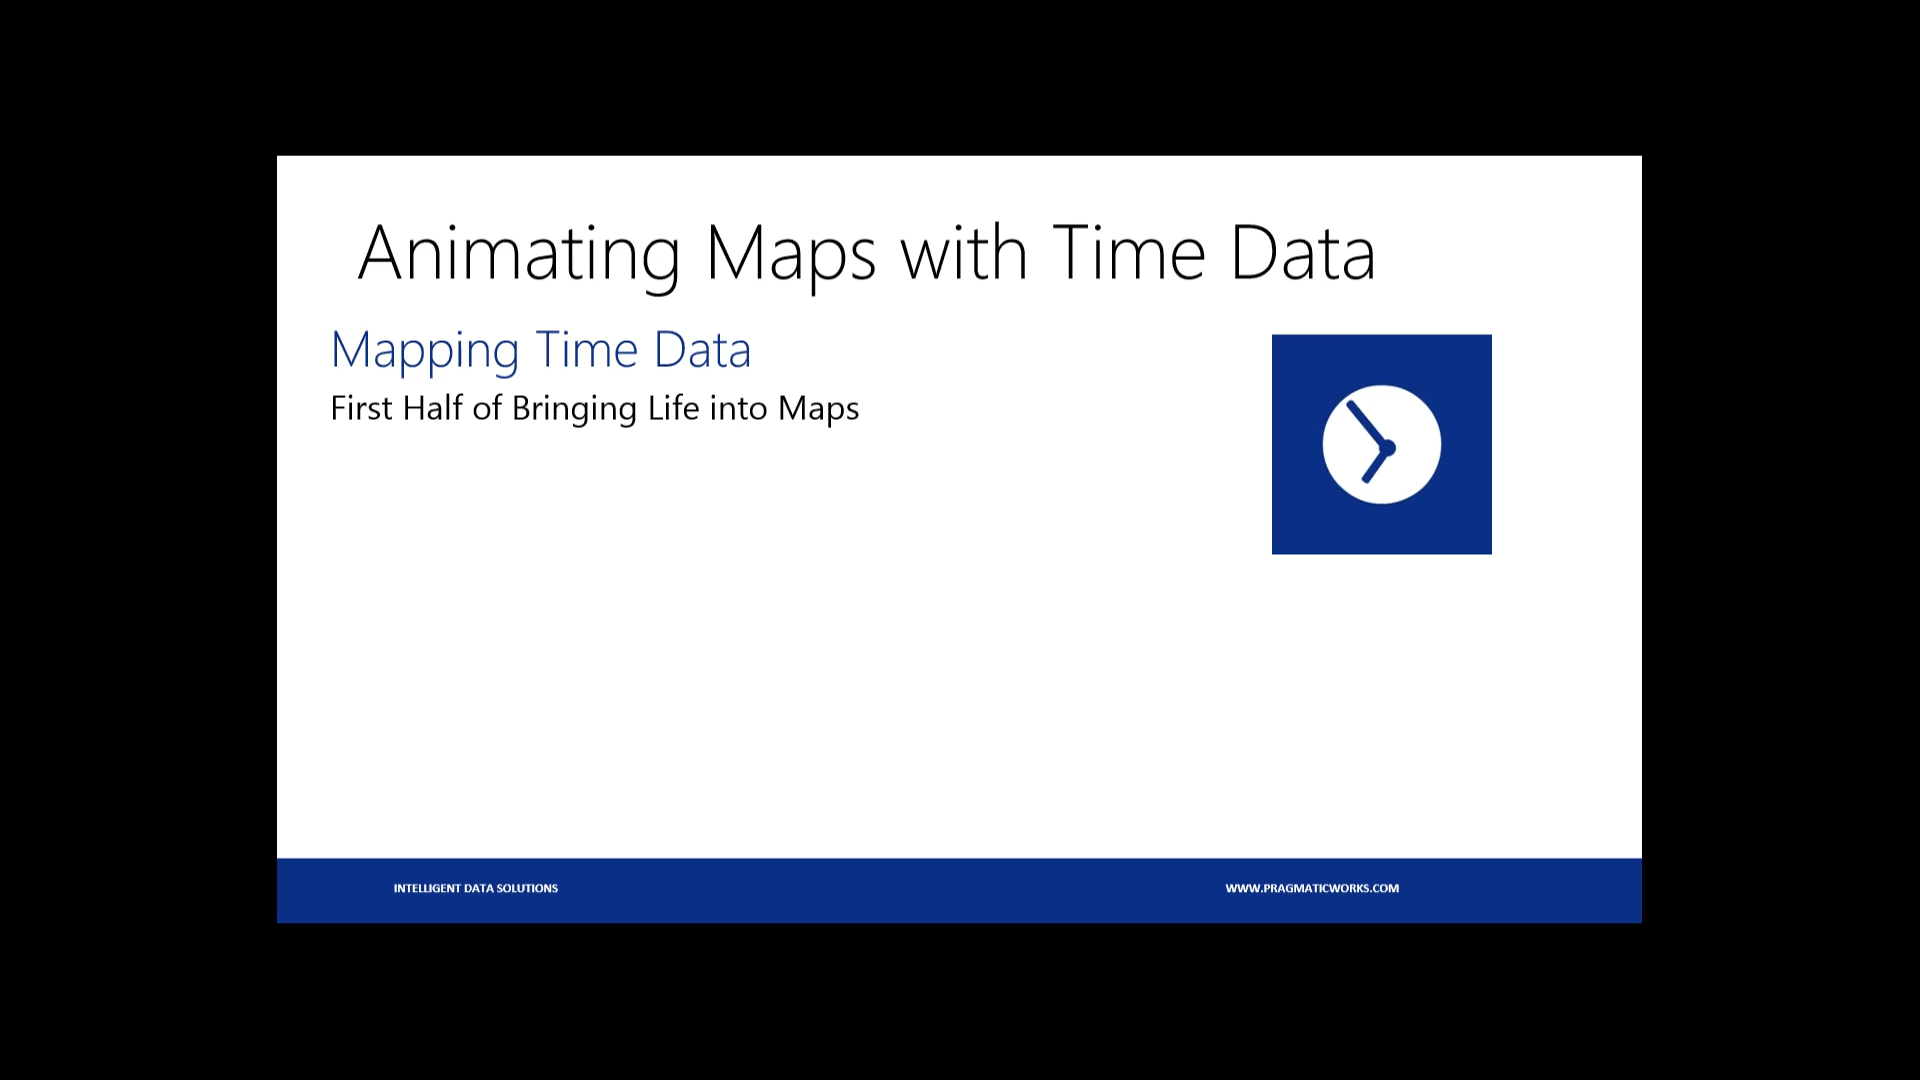 Animating Maps with Time Data
Mapping Time Data
First Half of Bringing Life into Maps
INTELLIGENT DATA SOLUTIONS
WWW.PRAGMATICWORKS.COM